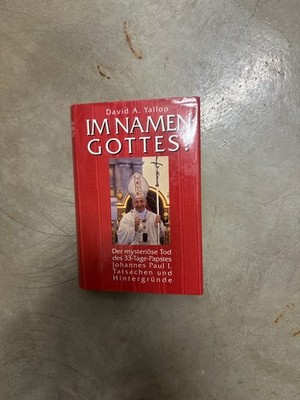 David A. Yallop
IM NAMEN
GOTTES?
Der mysteriöse Tod
des 33-Tage-Papstes
Johannes Paul I.
Tatsachen und
Hintergründe